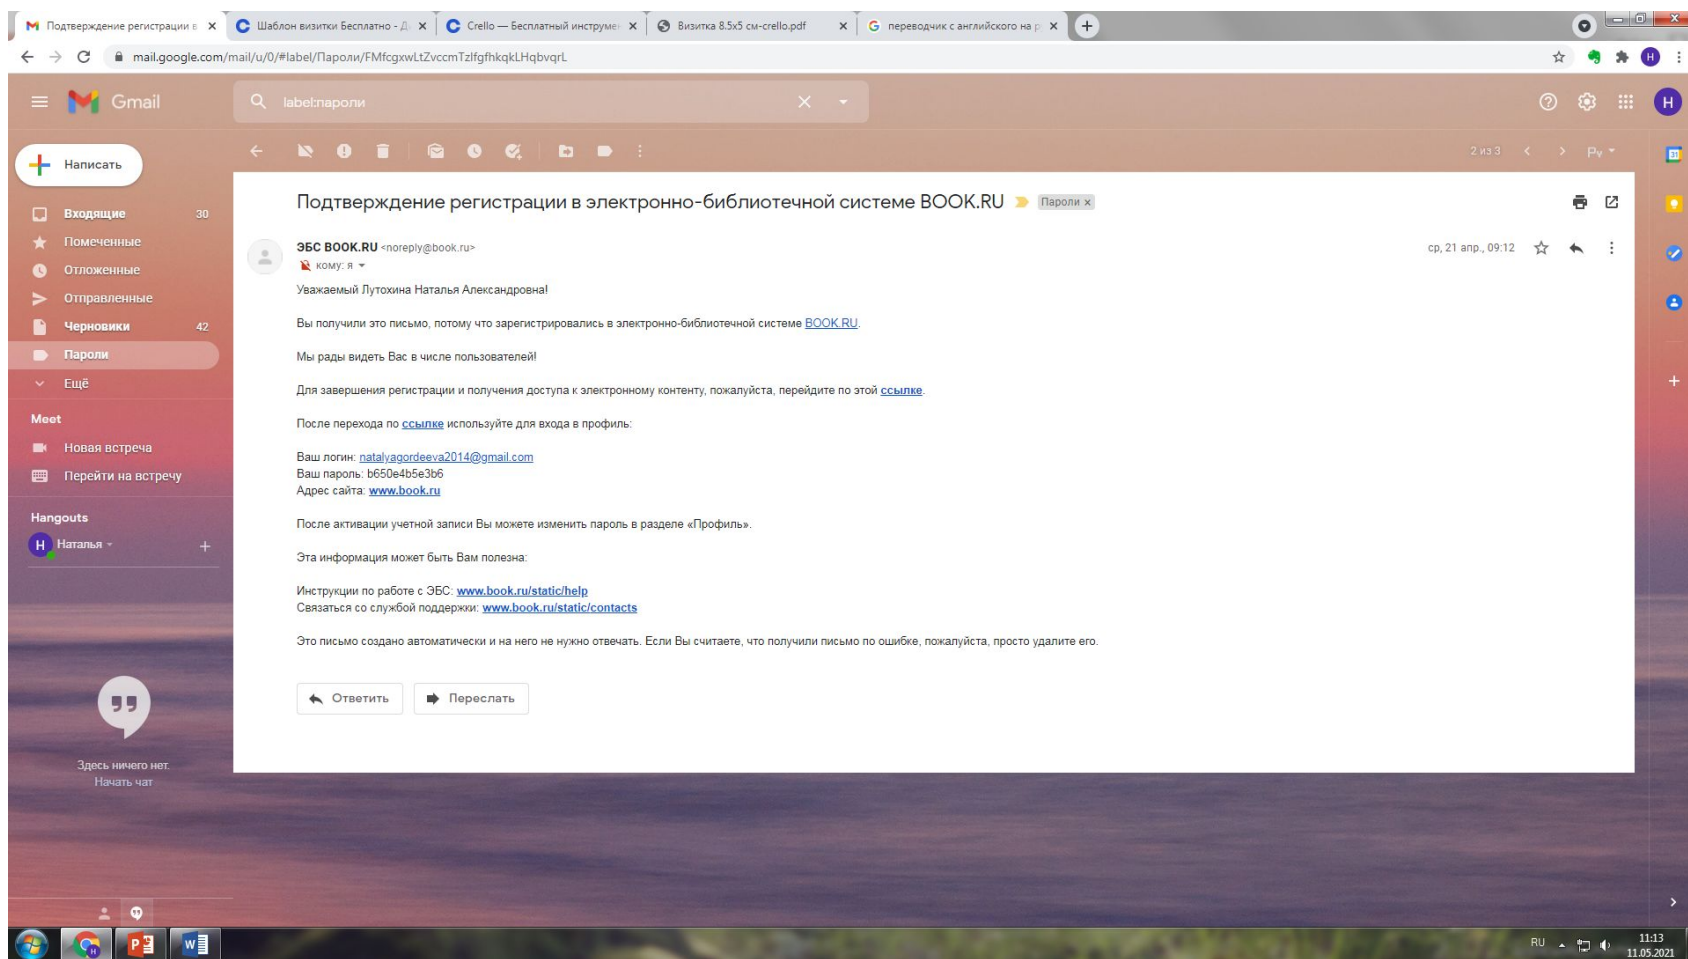 Подтверждение регистрации в
Шаблон визитки Бесплатно - Д
Crello — Бесплатный инструмен
Визитка 8.5x5 см-crello.pdf
переводчик с английского на р
mail.google.com/mail/u/0/#label/Пароли/FMfcgxwLtZvccmTzlfgfhkqkLHqbvqrL
Gmail
label:пароли
Н
Написать
2 из 3
Ру
31
Входящие 30
Помеченные
Отложенные
Отправленные
Черновики 42
Пароли
Ещё
Meet
Новая встреча
Перейти на встречу
Hangouts
Н Наталья
Здесь ничего нет.
Начать чат
Подтверждение регистрации в электронно-библиотечной системе BOOK.RU Пароли x
ЭБС BOOK.RU <noreply@book.ru>
ср, 21 апр., 09:12
кому: я
Уважаемый Лутохина Наталья Александровна!
Вы получили это письмо, потому что зарегистрировались в электронно-библиотечной системе BOOK.RU.
Мы рады видеть Вас в числе пользователей!
Для завершения регистрации и получения доступа к электронному контенту, пожалуйста, перейдите по этой ссылке.
После перехода по ссылке используйте для входа в профиль:
Ваш логин: natalyagordeeva2014@gmail.com
Ваш пароль: b650e4b5e3b6
Адрес сайта: www.book.ru
После активации учетной записи Вы можете изменить пароль в разделе «Профиль».
Эта информация может быть Вам полезна:
Инструкции по работе с ЭБС: www.book.ru/static/help
Связаться со службой поддержки: www.book.ru/static/contacts
Это письмо создано автоматически и на него не нужно отвечать. Если Вы считаете, что получили письмо по ошибке, пожалуйста, просто удалите его.
Ответить
Переслать
RU
11:13
11.05.2021